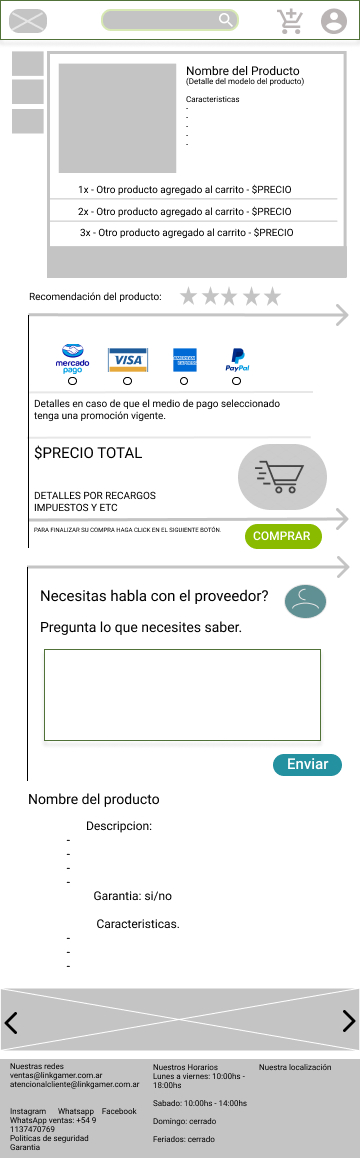 Nombre del Producto
(Detalle del modelo del producto)
Caracteristicas
-
-
-
-
1x - Otro producto agregado al carrito - $PRECIO
2x - Otro producto agregado al carrito - $PRECIO
3x - Otro producto agregado al carrito - $PRECIO
Recomendación del producto:
mercado
pago
VISA
AMERICAN
EXPRESS
PayPal
Detalles en caso de que el medio de pago seleccionado
tenga una promoción vigente.
$PRECIO TOTAL
DETALLES POR RECARGOS
IMPUESTOS Y ETC
PARA FINALIZAR SU COMPRA HAGA CLICK EN EL SIGUIENTE BOTÓN.
COMPRAR
Necesitas habla con el proveedor?
Pregunta lo que necesites saber.
Enviar
Nombre del producto
Descripcion:
-
-
-
-
Garantia: si/no
Caracteristicas.
-
-
-
Nuestras redes
ventas@linkgamer.com.ar
atencionalcliente@linkgamer.com.ar
Instagram Whatsapp Facebook
WhatsApp ventas: +54 9
1137470769
Politicas de seguridad
Garantia
Nuestros Horarios
Lunes a viernes: 10:00hs -
18:00hs
Sabado: 10:00hs - 14:00hs
Domingo: cerrado
Feriados: cerrado
Nuestra localización